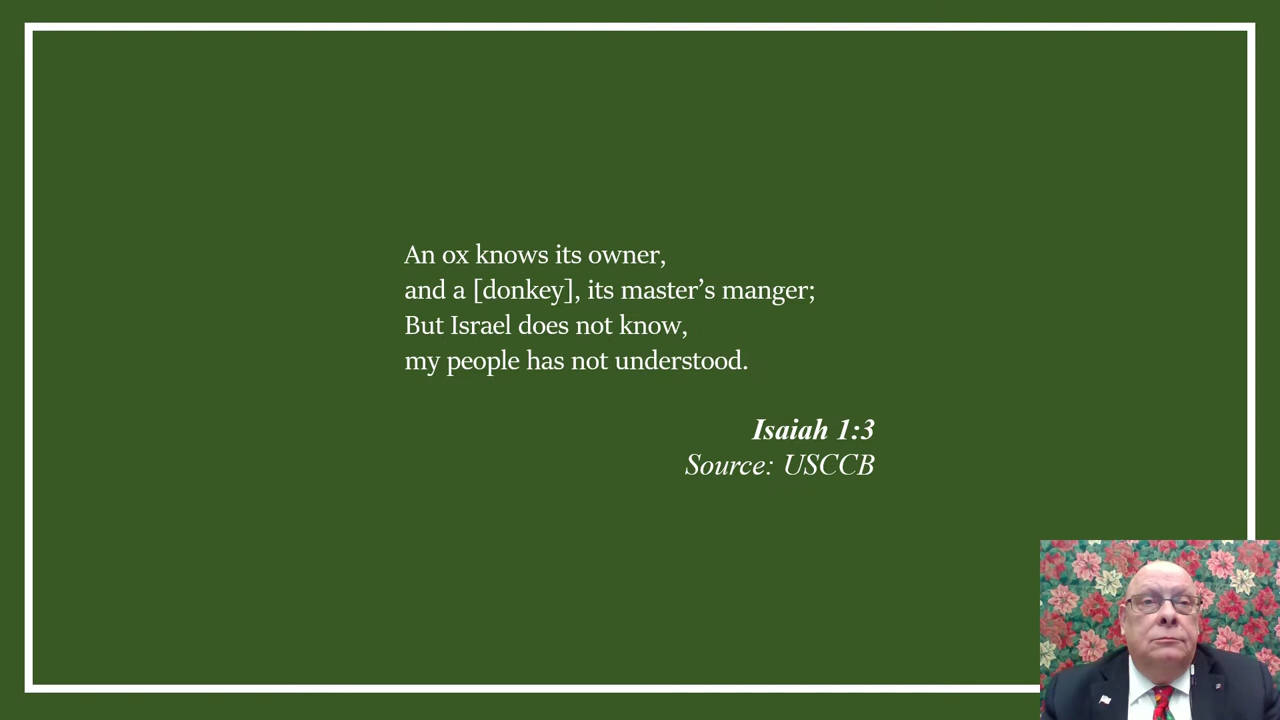 An ox knows its owner,
and a [donkey], its master’s manger;
But Israel does not know,
my people has not understood.
Isaiah 1:3
Source: USCCB